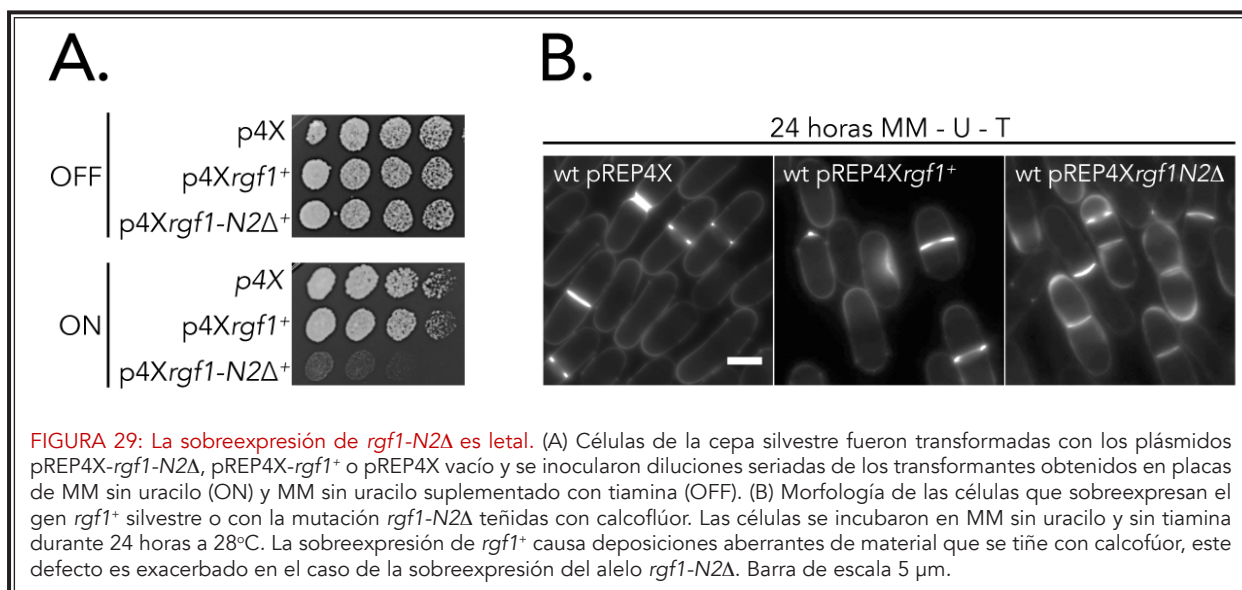 A.
B.
OFF
p4X
p4Xrgf1+
p4Xrgf1-N2Δ+
ON
p4X
p4Xrgf1+
p4Xrgf1-N2Δ+
24 horas MM - U - T
wt pREP4X
wt pREP4Xrgf1+
wt pREP4Xrgf1N2Δ
FIGURA 29: La sobreexpresión de rgf1-N2Δ es letal. (A) Células de la cepa silvestre fueron transformadas con los plásmidos
pREP4X-rgf1-N2Δ, pREP4X-rgf1+ o pREP4X vacío y se inocularon diluciones seriadas de los transformantes obtenidos en placas
de MM sin uracilo (ON) y MM sin uracilo suplementado con tiamina (OFF). (B) Morfología de las células que sobreexpresan el
gen rgf1+ silvestre o con la mutación rgf1-N2Δ teñidas con calcoflúor. Las células se incubaron en MM sin uracilo y sin tiamina
durante 24 horas a 28ºC. La sobreexpresión de rgf1+ causa deposiciones aberrantes de material que se tiñe con calcofúor, este
defecto es exacerbado en el caso de la sobreexpresión del alelo rgf1-N2Δ. Barra de escala 5 μm.